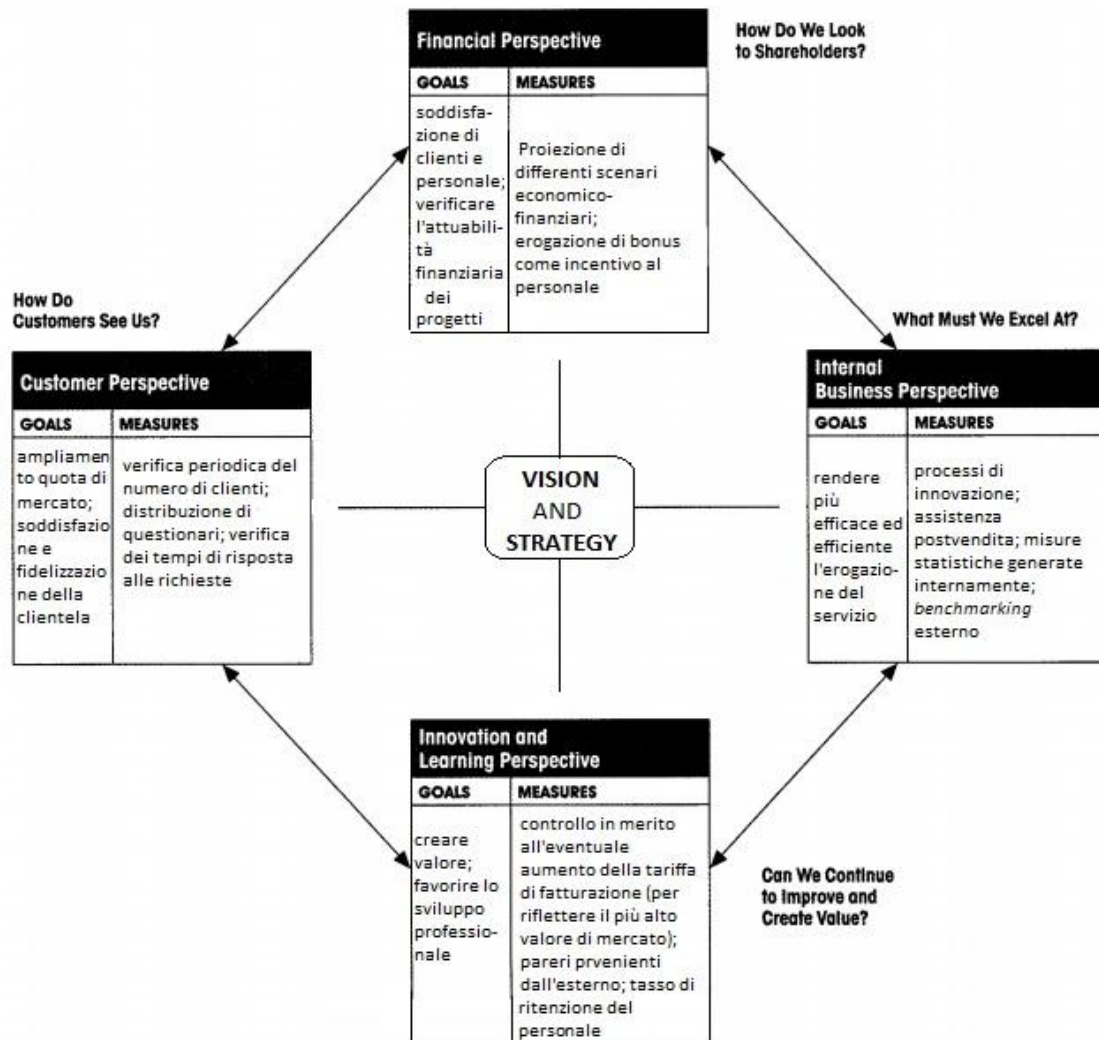 Financial Perspective
How Do We Look
to Shareholders?
GOALS
MEASURES
soddisfa-
zione di
clienti e
personale;
verificare
l'attuabili-
tà
finanziaria
dei
progetti
Proiezione di
differenti scenari
economico-
finanziari;
erogazione di bonus
come incentivo al
personale
How Do
Customers See Us?
Customer Perspective
GOALS
MEASURES
ampliamen
to quota di
mercato;
soddisfazio
ne e
fidelizzazio
ne della
clientela
verifica periodica del
numero di clienti;
distribuzione di
questionari; verifica
dei tempi di risposta
alle richieste
VISION
AND
STRATEGY
What Must We Excel At?
Internal
Business Perspective
GOALS
MEASURES
rendere
più
efficace ed
efficiente
l'erogazio-
ne del
servizio
processi di
innovazione;
assistenza
postvendita; misure
statistiche generate
internamente;
benchmarking
esterno
Innovation and
Learning Perspective
GOALS
MEASURES
creare
valore;
favorire lo
sviluppo
professio-
nale
controllo in merito
all'eventuale
aumento della tariffa
di fatturazione (per
riflettere il più alto
valore di mercato);
pareri prvenienti
dall'esterno; tasso di
ritenzione del
personale
Can We Continue
to Improve and
Create Value?